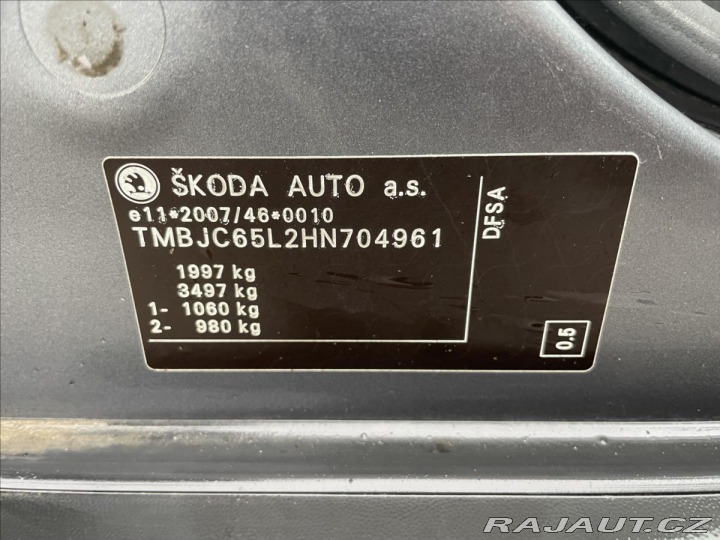 ŠKODA AUTO a.s.
e11*2007/46*0010
TMBJC65L2HN704961
1997 kg
3497 kg
1- 1060 kg
2- 980 kg
DFSA
0.5
RAJAUT.CZ